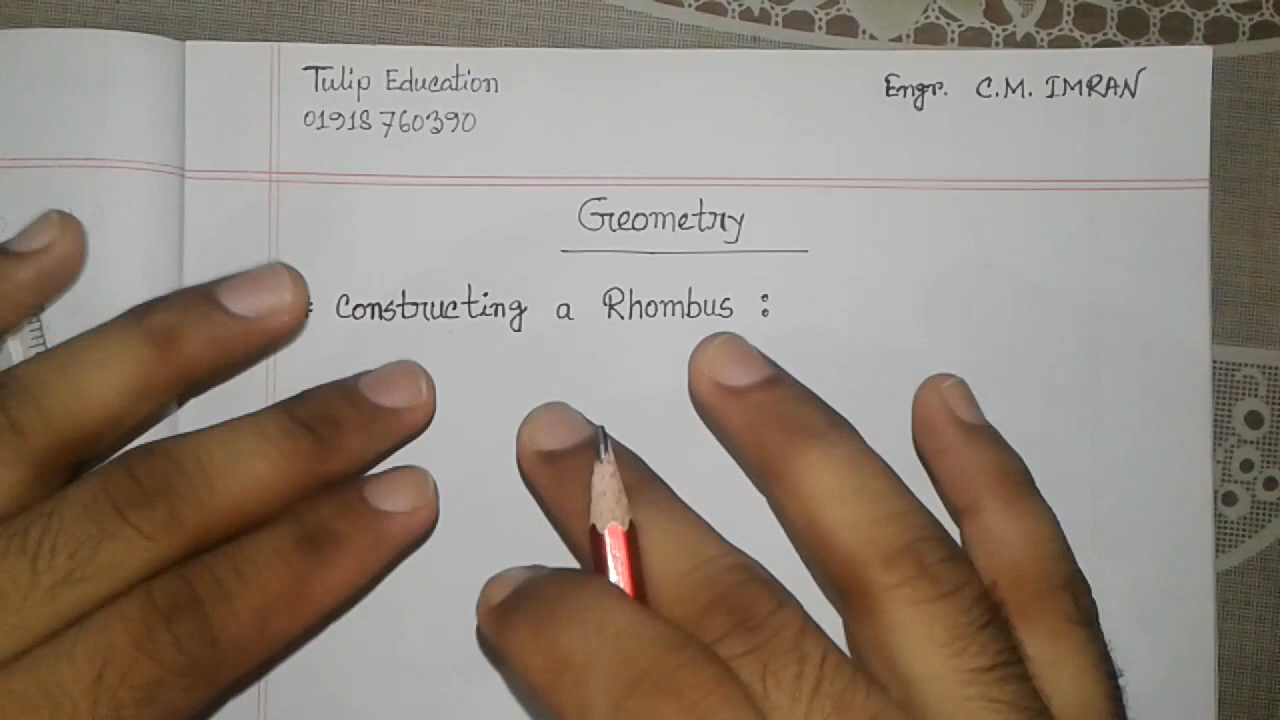 Tulip Education
Engr. C.M. IMRAN
01918 760390
Geometry
Constructing a Rhombus :